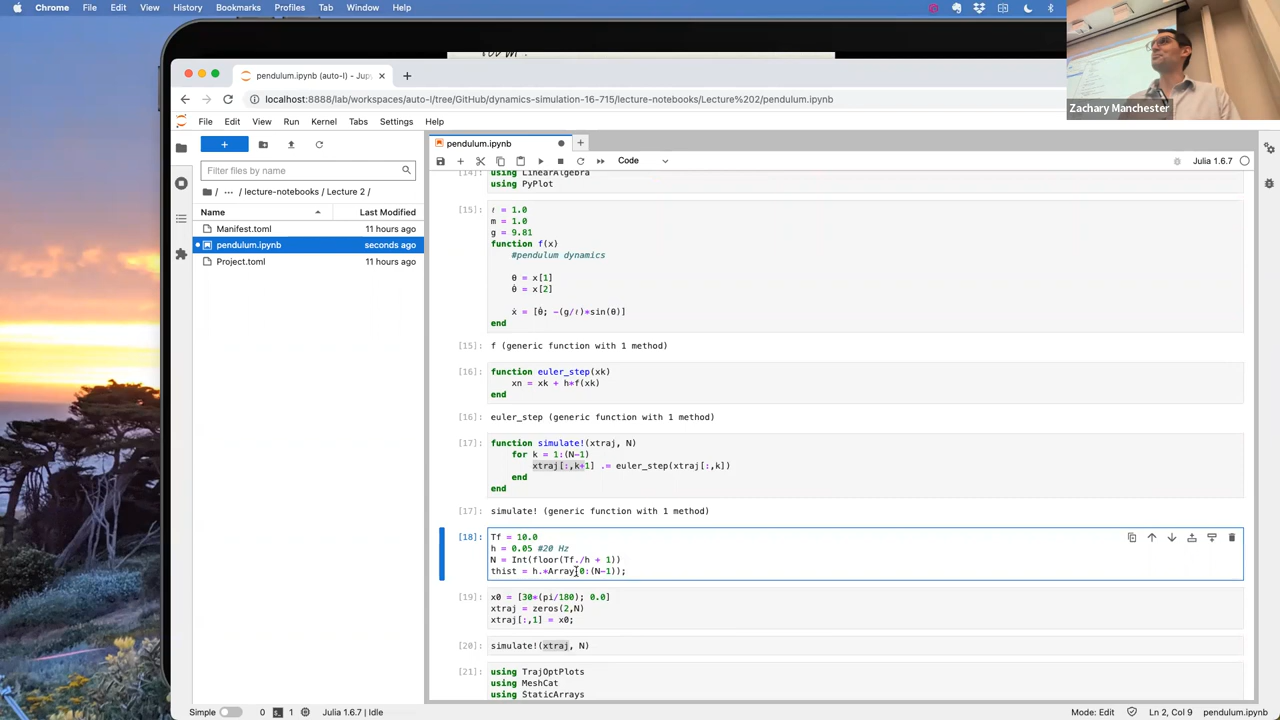 Chrome File Edit View History Bookmarks Profiles Tab Window Help
Zachary Manchester
pendulum.ipynb (auto-I) - Jupy
localhost:8888/lab/workspaces/auto-I/tree/GitHub/dynamics-simulation-16-715/lecture-notebooks/Lecture%202/pendulum.ipynb
File Edit View Run Kernel Tabs Settings Help
+
Filter files by name
/ ... / lecture-notebooks / Lecture 2 /
Name Last Modified
Manifest.toml 11 hours ago
pendulum.ipynb seconds ago
Project.toml 11 hours ago
pendulum.ipynb
Code
Julia 1.6.7
[14]: using LinearAlgebra
using PyPlot
[15]: ℓ = 1.0
m = 1.0
g = 9.81
function f(x)
#pendulum dynamics
θ = x[1]
θ̇ = x[2]
ẋ = [θ̇; -(g/ℓ)*sin(θ)]
end
[15]: f (generic function with 1 method)
[16]: function euler_step(xk)
xn = xk + h*f(xk)
end
[16]: euler_step (generic function with 1 method)
[17]: function simulate!(xtraj, N)
for k = 1:(N-1)
xtraj[:,k+1] .= euler_step(xtraj[:,k])
end
end
[17]: simulate! (generic function with 1 method)
[18]: Tf = 10.0
h = 0.05 #20 Hz
N = Int(floor(Tf./h + 1))
thist = h.*Array(0:(N-1));
[19]: x0 = [30*(pi/180); 0.0]
xtraj = zeros(2,N)
xtraj[:,1] = x0;
[20]: simulate!(xtraj, N)
[21]: using TrajOptPlots
using MeshCat
using StaticArrays
Simple 0 1 Julia 1.6.7 | Idle Mode: Edit Ln 2, Col 9 pendulum.ipynb